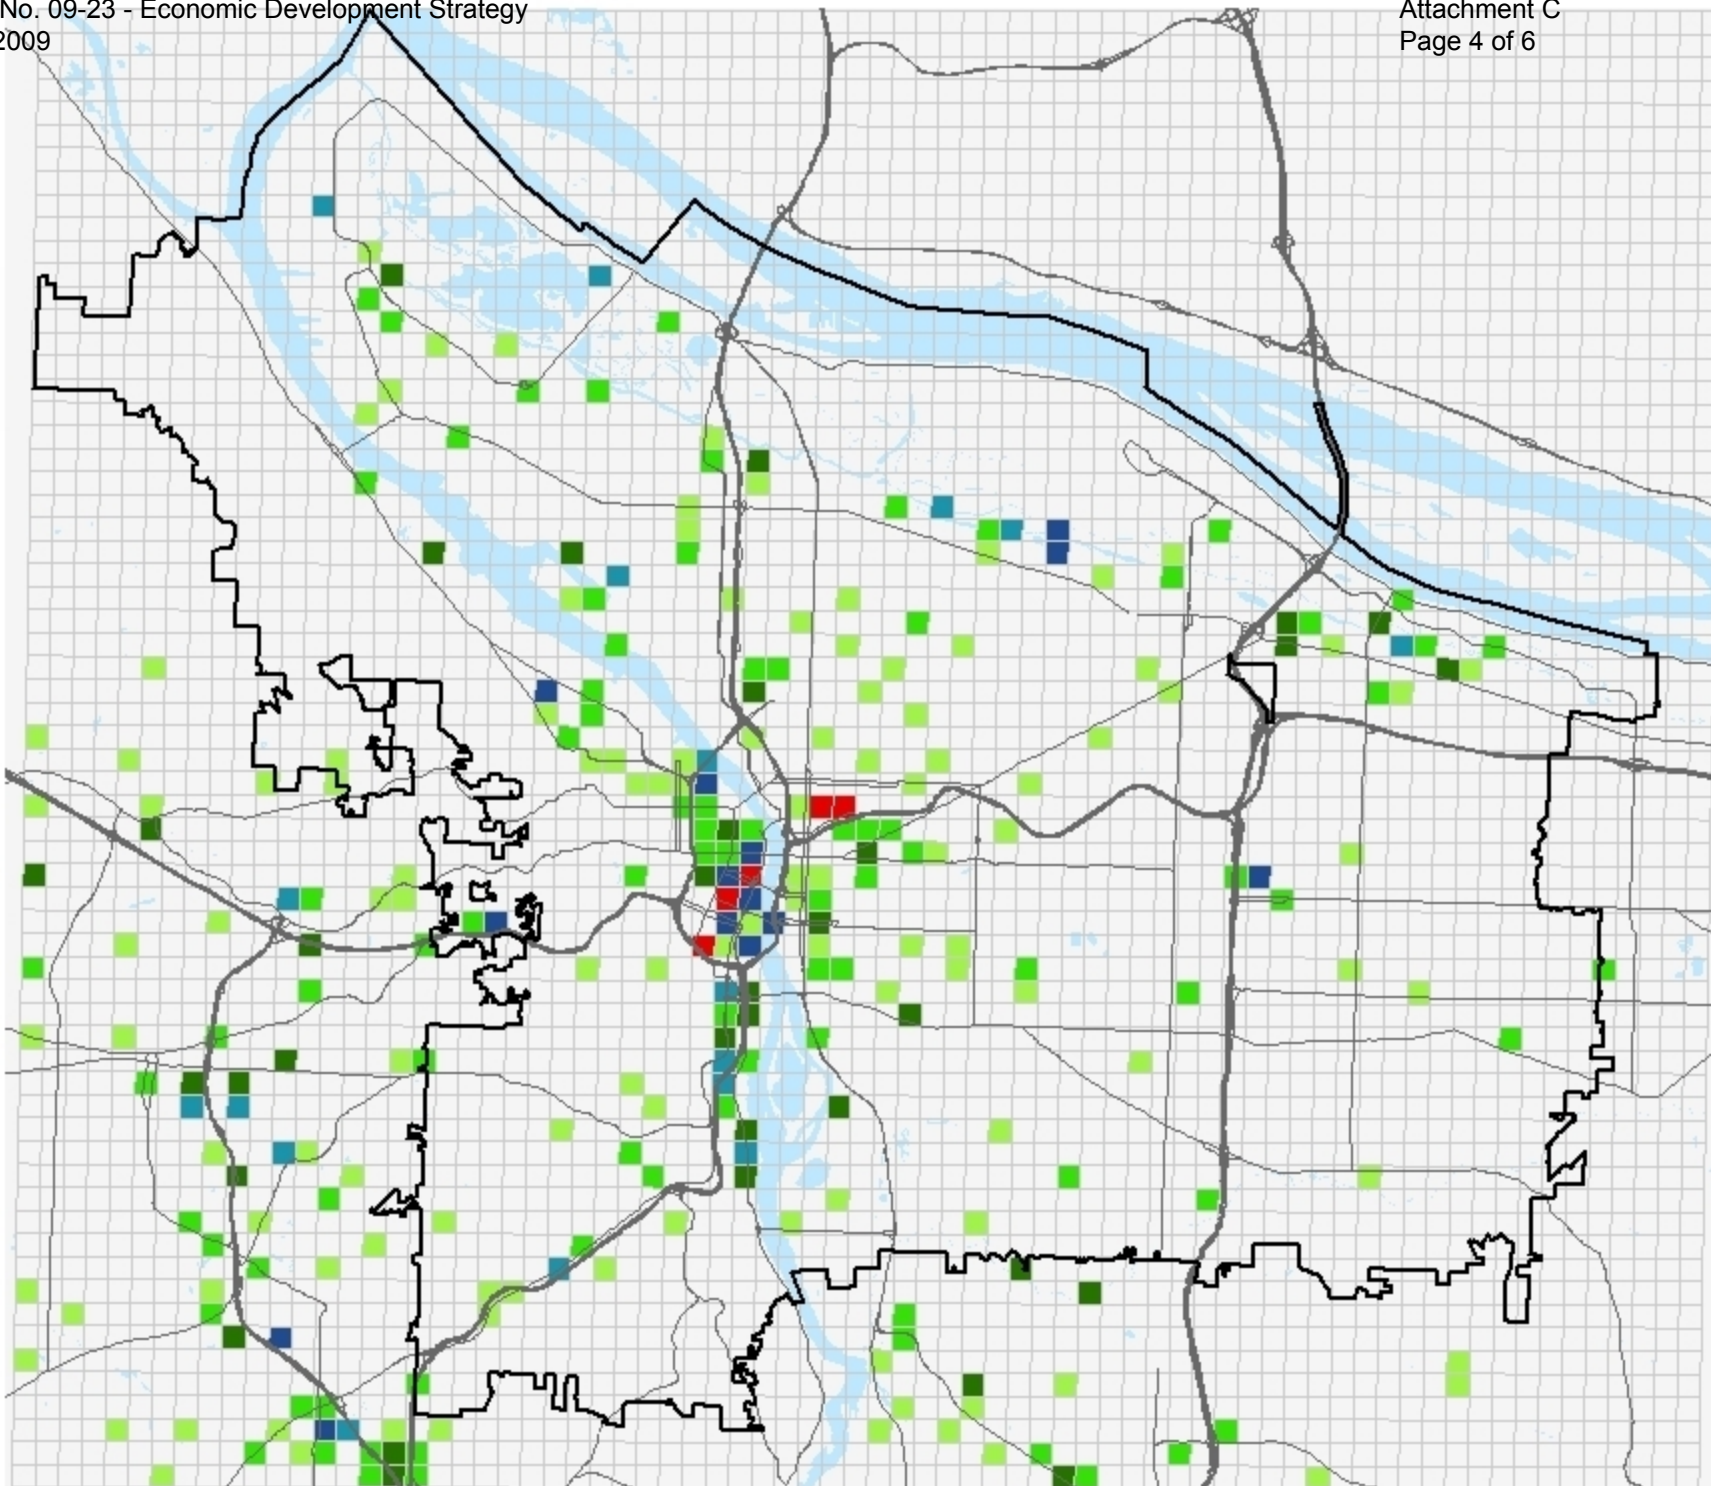 No. 09-23 - Economic Development Strategy
2009
Attachment C
Page 4 of 6